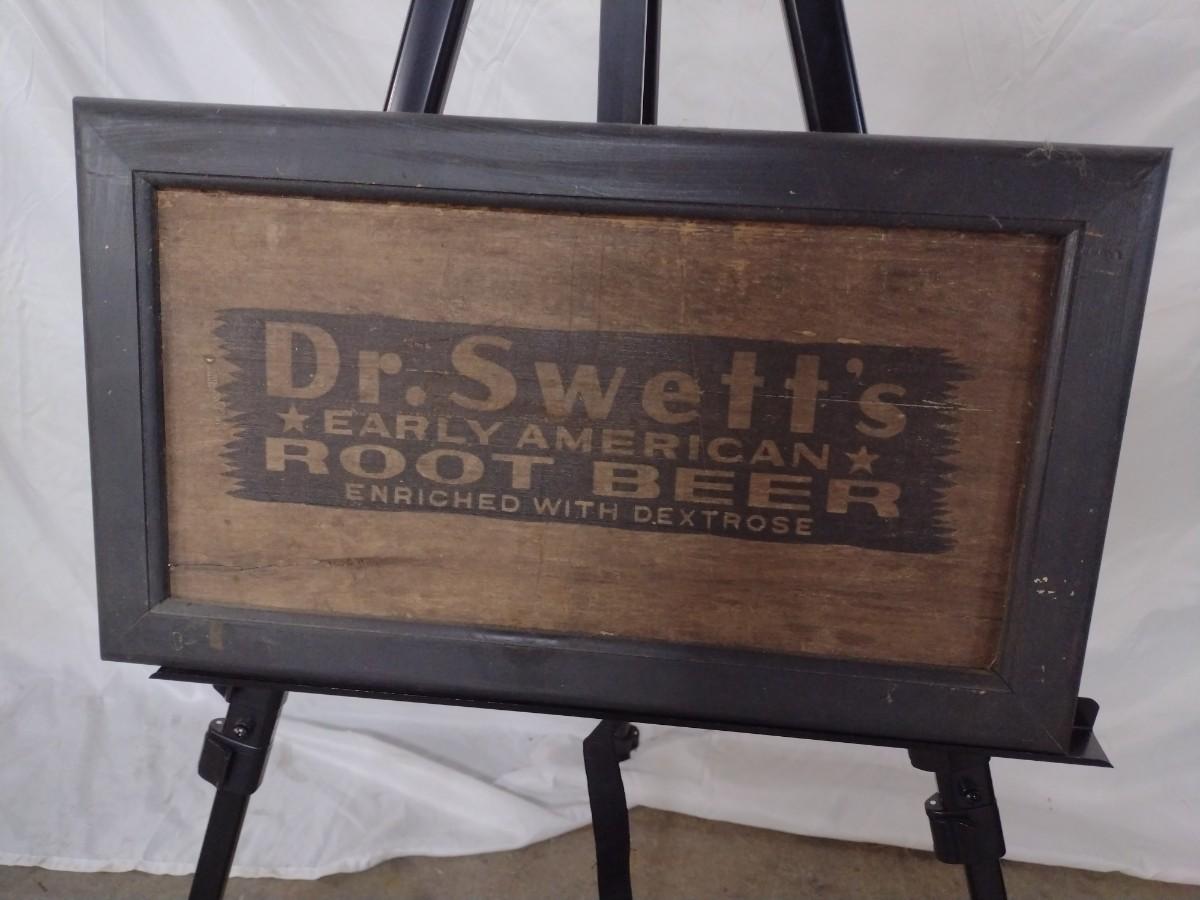 Dr. Swett's
★ EARLY AMERICAN ★
ROOT BEER
ENRICHED WITH DEXTROSE